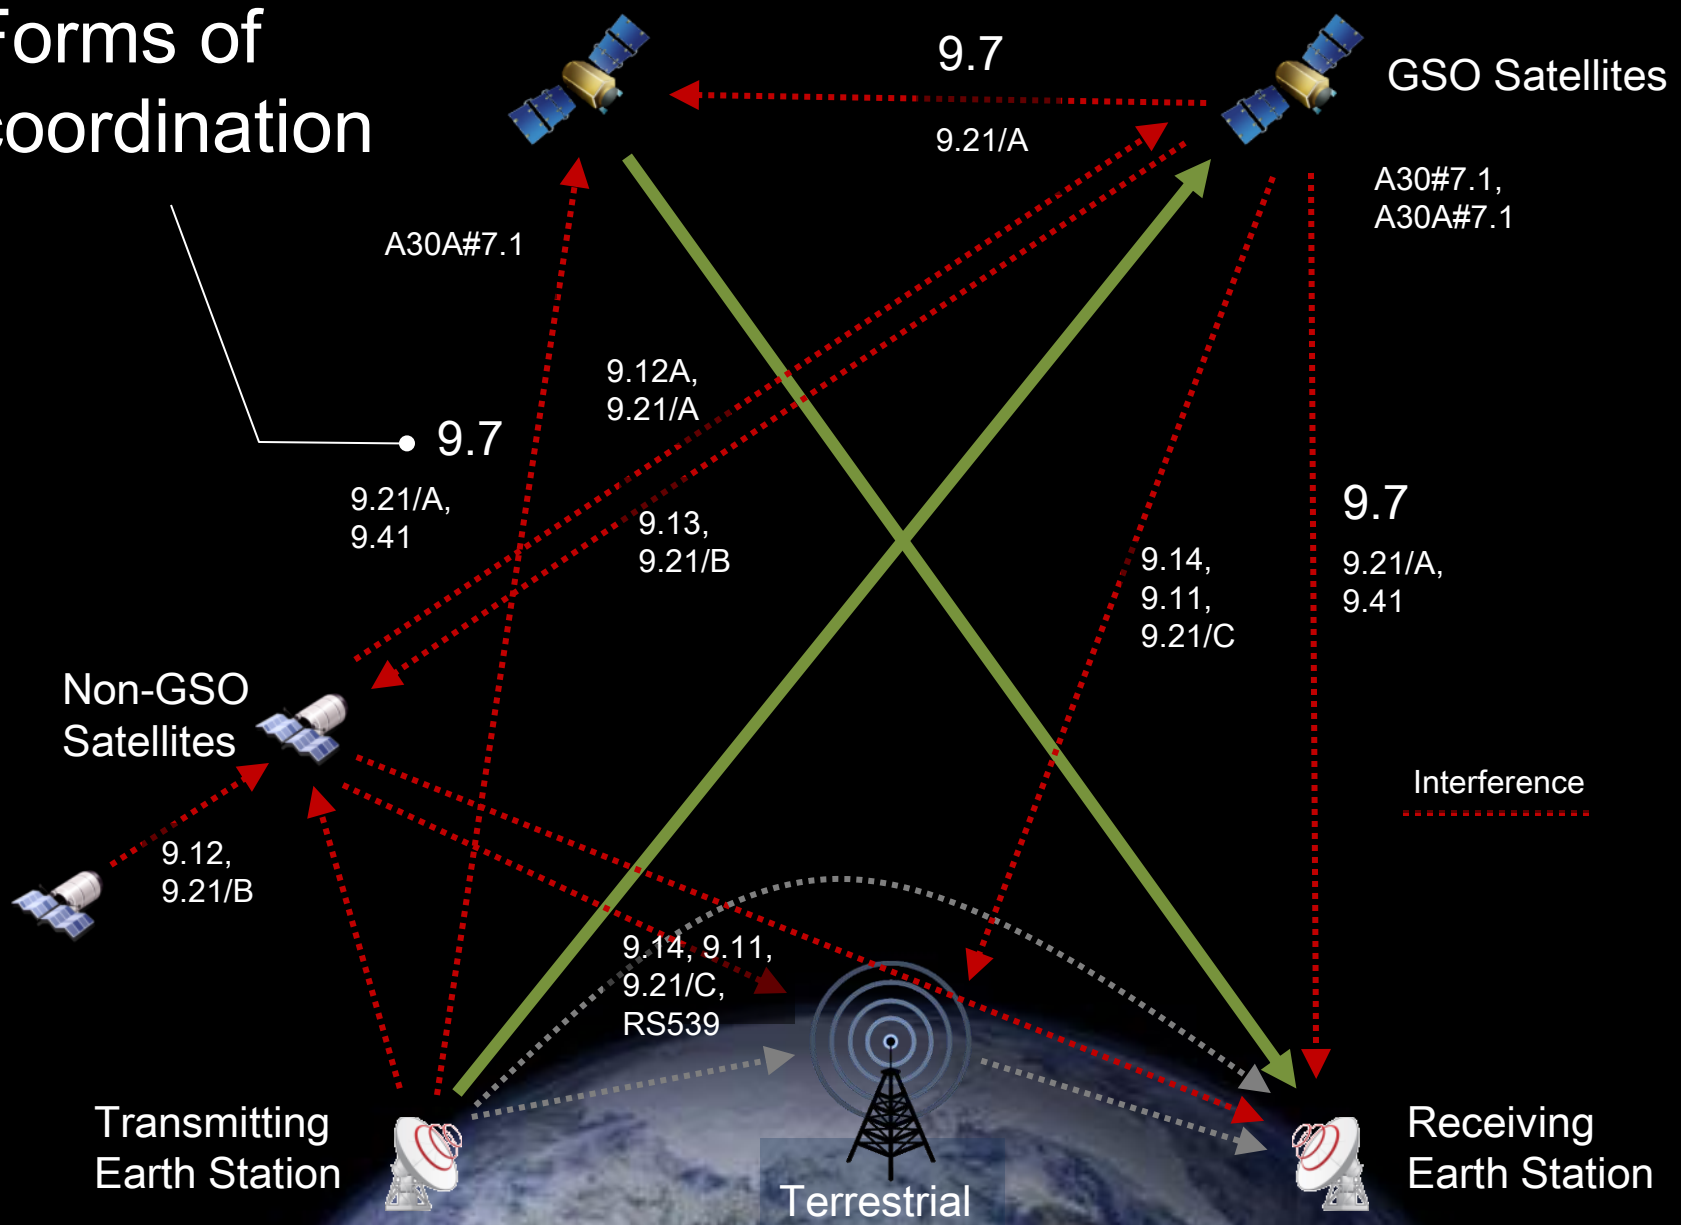 Forms of
coordination
9.7
GSO Satellites
9.21/A
A30#7.1,
A30A#7.1
A30A#7.1
9.12A,
9.21/A
9.7
9.21/A,
9.41
9.13,
9.21/B
9.7
9.14,
9.11,
9.21/C
9.21/A,
9.41
Non-GSO
Satellites
Interference
9.12,
9.21/B
9.14, 9.11,
9.21/C,
RS539
Transmitting
Earth Station
Terrestrial
Receiving
Earth Station